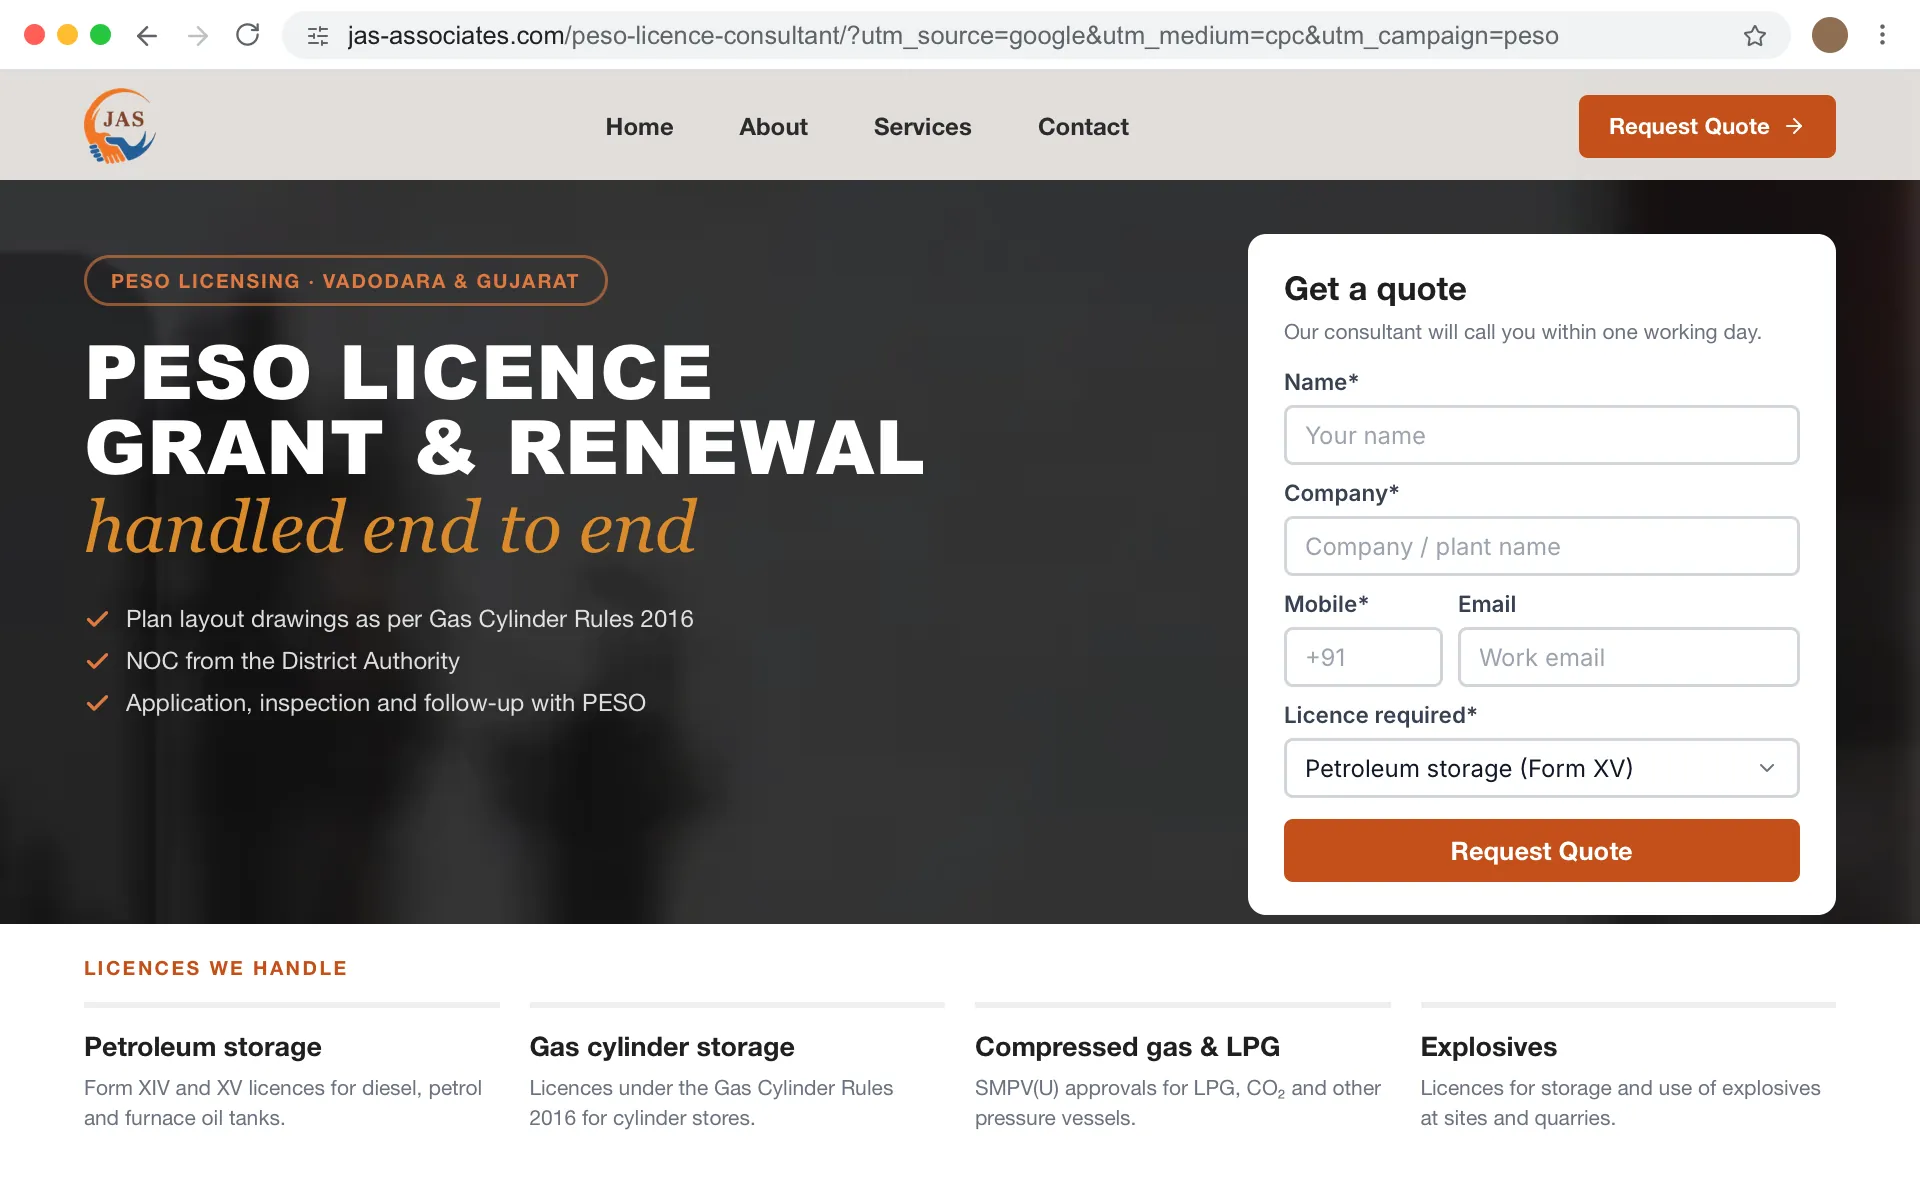 jas-associates.com/peso-licence-consultant/?utm_source=google&utm_medium=cpc&utm_campaign=peso
JAS
Home
About
Services
Contact
Request Quote
PESO LICENSING · VADODARA & GUJARAT
PESO LICENCE
GRANT & RENEWAL
handled end to end
Plan layout drawings as per Gas Cylinder Rules 2016
NOC from the District Authority
Application, inspection and follow-up with PESO
Get a quote
Our consultant will call you within one working day.
Name*
Your name
Company*
Company / plant name
Mobile*
Email
+91
Work email
Licence required*
Petroleum storage (Form XV)
Request Quote
LICENCES WE HANDLE
Petroleum storage
Form XIV and XV licences for diesel, petrol
and furnace oil tanks.
Gas cylinder storage
Licences under the Gas Cylinder Rules
2016 for cylinder stores.
Compressed gas & LPG
SMPV(U) approvals for LPG, CO₂ and other
pressure vessels.
Explosives
Licences for storage and use of explosives
at sites and quarries.